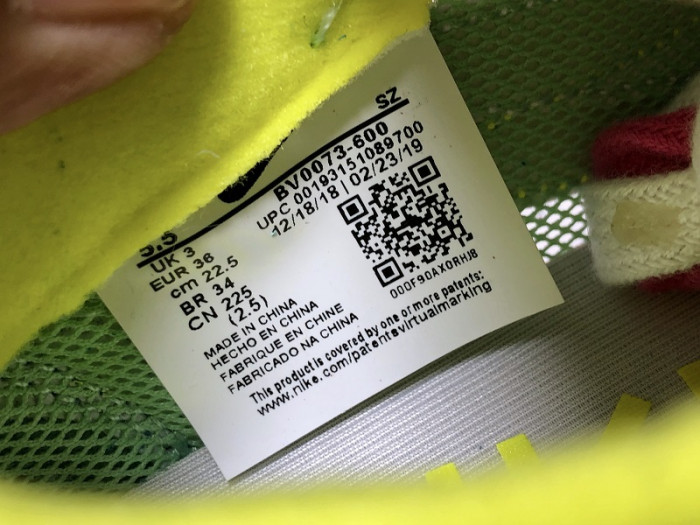 SZ
BV0073-600
UPC 00193151089700
12/18/18 | 02/23/19
5.5
UK 3
EUR 36
cm 22.5
BR 34
CN 225
(2.5)
000F90AXORHJ8
MADE IN CHINA
HECHO EN CHINA
FABRIQUE EN CHINE
FABRICADO NA CHINA
This product is covered by one or more patents:
www.nike.com/patentsvirtualmarking